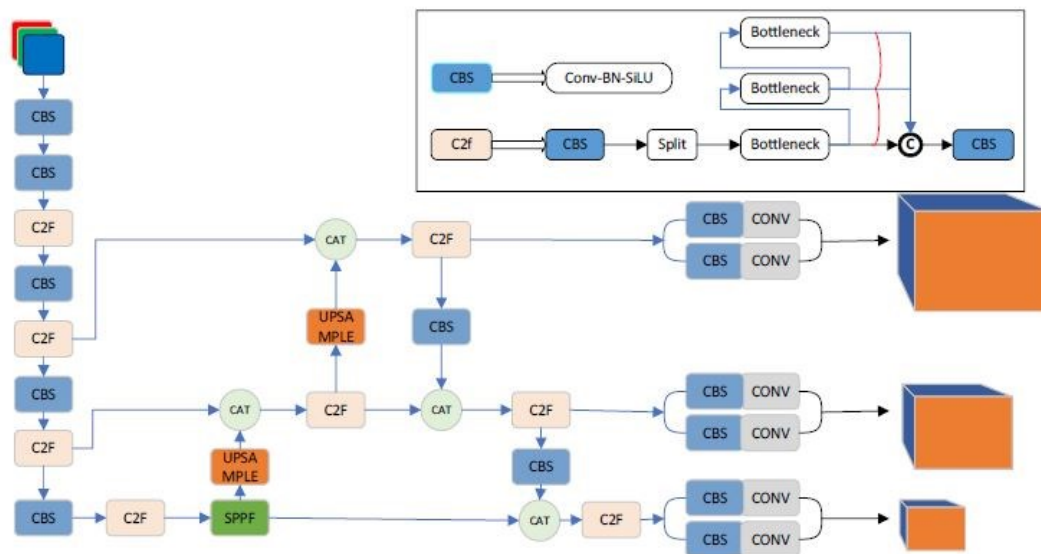 Bottleneck
CBS
Conv-BN-SiLU
Bottleneck
C2f
CBS
Split
Bottleneck
C
CBS
CBS
CBS
C2F
CBS
C2F
CBS
C2F
CBS
C2F
SPPF
UPSA
MPLE
CAT
C2F
UPSA
MPLE
CAT
C2F
CBS
CAT
C2F
CBS
CAT
C2F
CBS
CONV
CBS
CONV
CBS
CONV
CBS
CONV
CBS
CONV
CBS
CONV